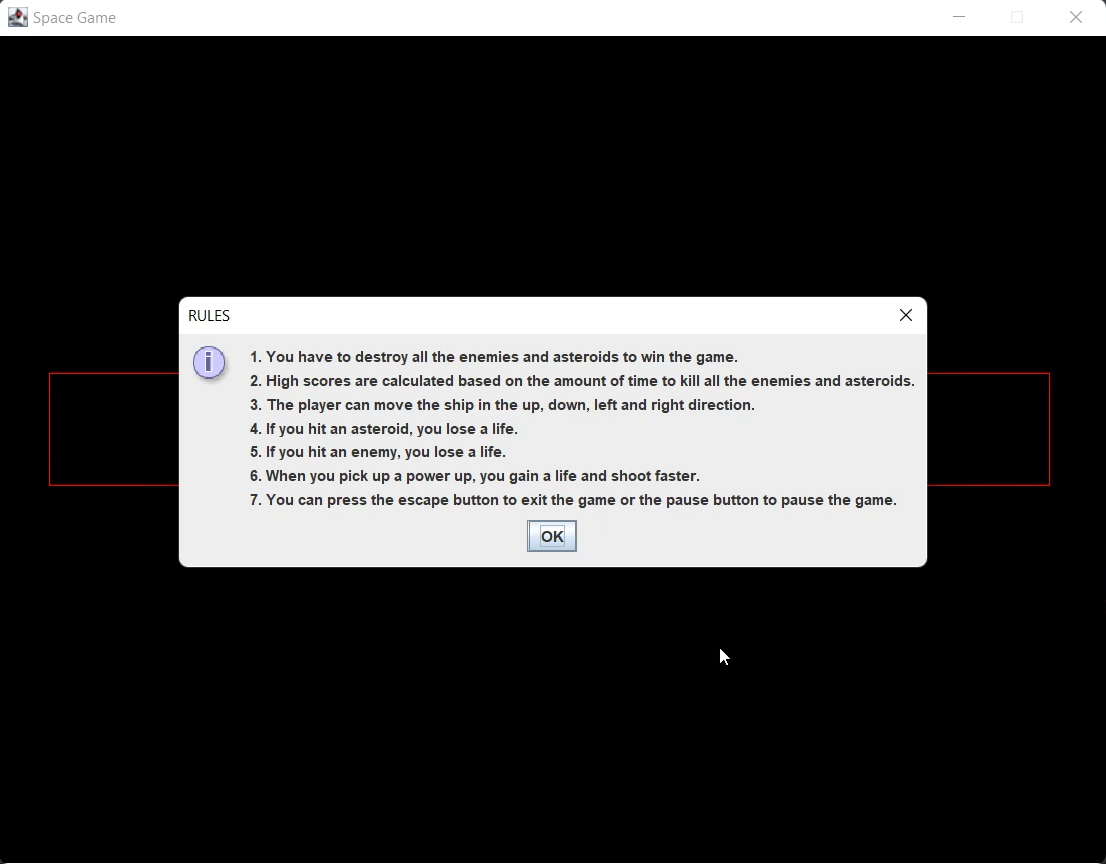 Space Game
RULES
1. You have to destroy all the enemies and asteroids to win the game.
2. High scores are calculated based on the amount of time to kill all the enemies and asteroids.
3. The player can move the ship in the up, down, left and right direction.
4. If you hit an asteroid, you lose a life.
5. If you hit an enemy, you lose a life.
6. When you pick up a power up, you gain a life and shoot faster.
7. You can press the escape button to exit the game or the pause button to pause the game.
OK